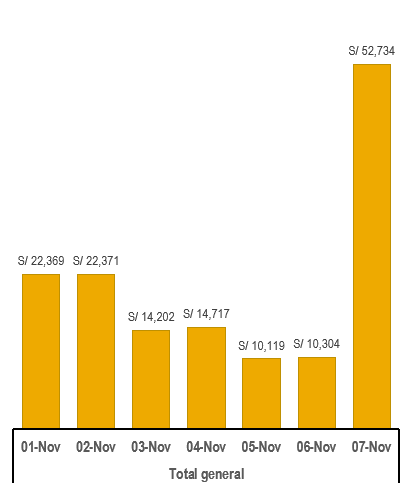 S/ 52,734
S/ 22,369 S/ 22,371
S/ 14,202 S/ 14,717
S/ 10,119 S/ 10,304
01-Nov 02-Nov 03-Nov 04-Nov 05-Nov 06-Nov 07-Nov
Total general